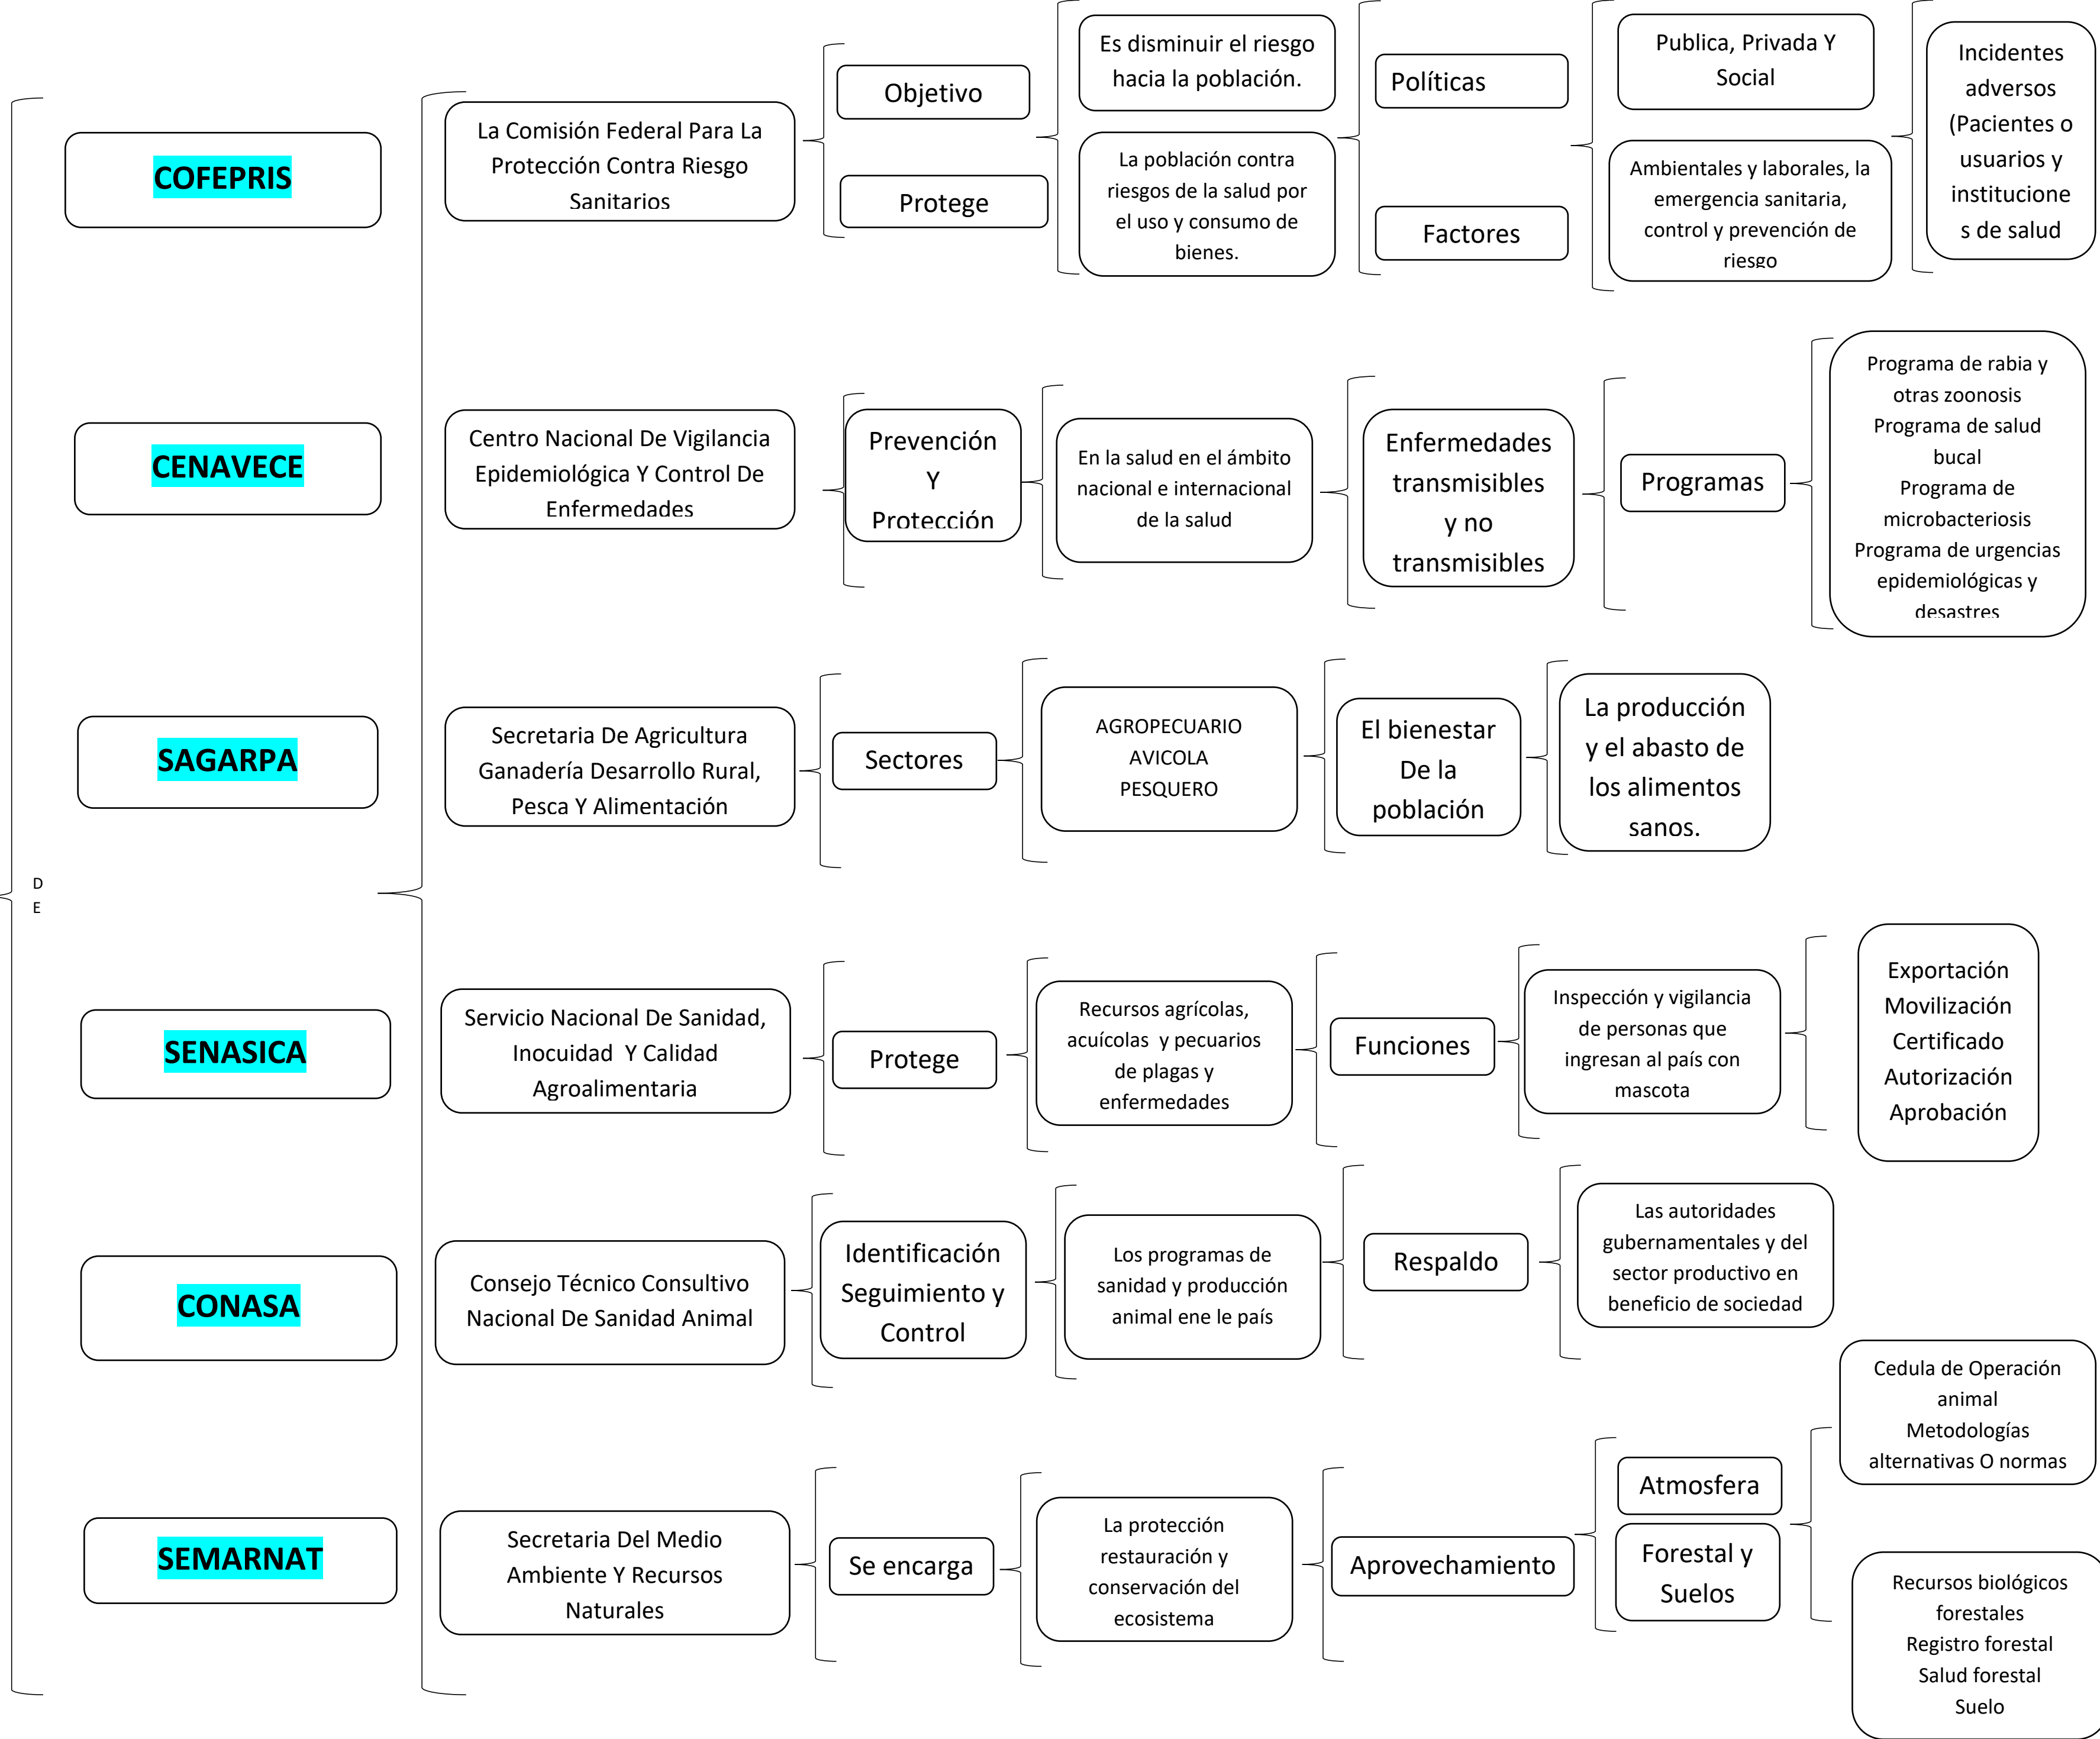 COFEPRIS
La Comisión Federal Para La
Protección Contra Riesgo
Sanitarios
Objetivo
Protege
Es disminuir el riesgo
hacia la población.
La población contra
riesgos de la salud por
el uso y consumo de
bienes.
Políticas
Factores
Publica, Privada Y
Social
Ambientales y laborales, la
emergencia sanitaria,
control y prevención de
riesgo
Incidentes
adversos
(Pacientes o
usuarios y
institucione
s de salud
CENAVECE
Centro Nacional De Vigilancia
Epidemiológica Y Control De
Enfermedades
Prevención
Y
Protección
En la salud en el ámbito
nacional e internacional
de la salud
Enfermedades
transmisibles
y no
transmisibles
Programas
Programa de rabia y
otras zoonosis
Programa de salud
bucal
Programa de
microbacteriosis
Programa de urgencias
epidemiológicas y
desastres
SAGARPA
Secretaria De Agricultura
Ganadería Desarrollo Rural,
Pesca Y Alimentación
Sectores
AGROPECUARIO
AVICOLA
PESQUERO
El bienestar
De la
población
La producción
y el abasto de
los alimentos
sanos.
D
E
SENASICA
Servicio Nacional De Sanidad,
Inocuidad  Y Calidad
Agroalimentaria
Protege
Recursos agrícolas,
acuícolas  y pecuarios
de plagas y
enfermedades
Funciones
Inspección y vigilancia
de personas que
ingresan al país con
mascota
Exportación
Movilización
Certificado
Autorización
Aprobación
CONASA
Consejo Técnico Consultivo
Nacional De Sanidad Animal
Identificación
Seguimiento y
Control
Los programas de
sanidad y producción
animal ene le país
Respaldo
Las autoridades
gubernamentales y del
sector productivo en
beneficio de sociedad
SEMARNAT
Secretaria Del Medio
Ambiente Y Recursos
Naturales
Se encarga
La protección
restauración y
conservación del
ecosistema
Aprovechamiento
Atmosfera
Forestal y
Suelos
Cedula de Operación
animal
Metodologías
alternativas O normas
Recursos biológicos
forestales
Registro forestal
Salud forestal
Suelo